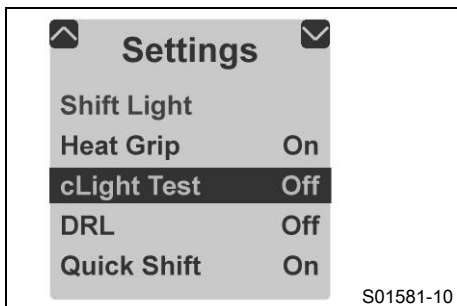 Settings
Shift Light
Heat Grip On
cLight Test Off
DRL Off
Quick Shift On
S01581-10